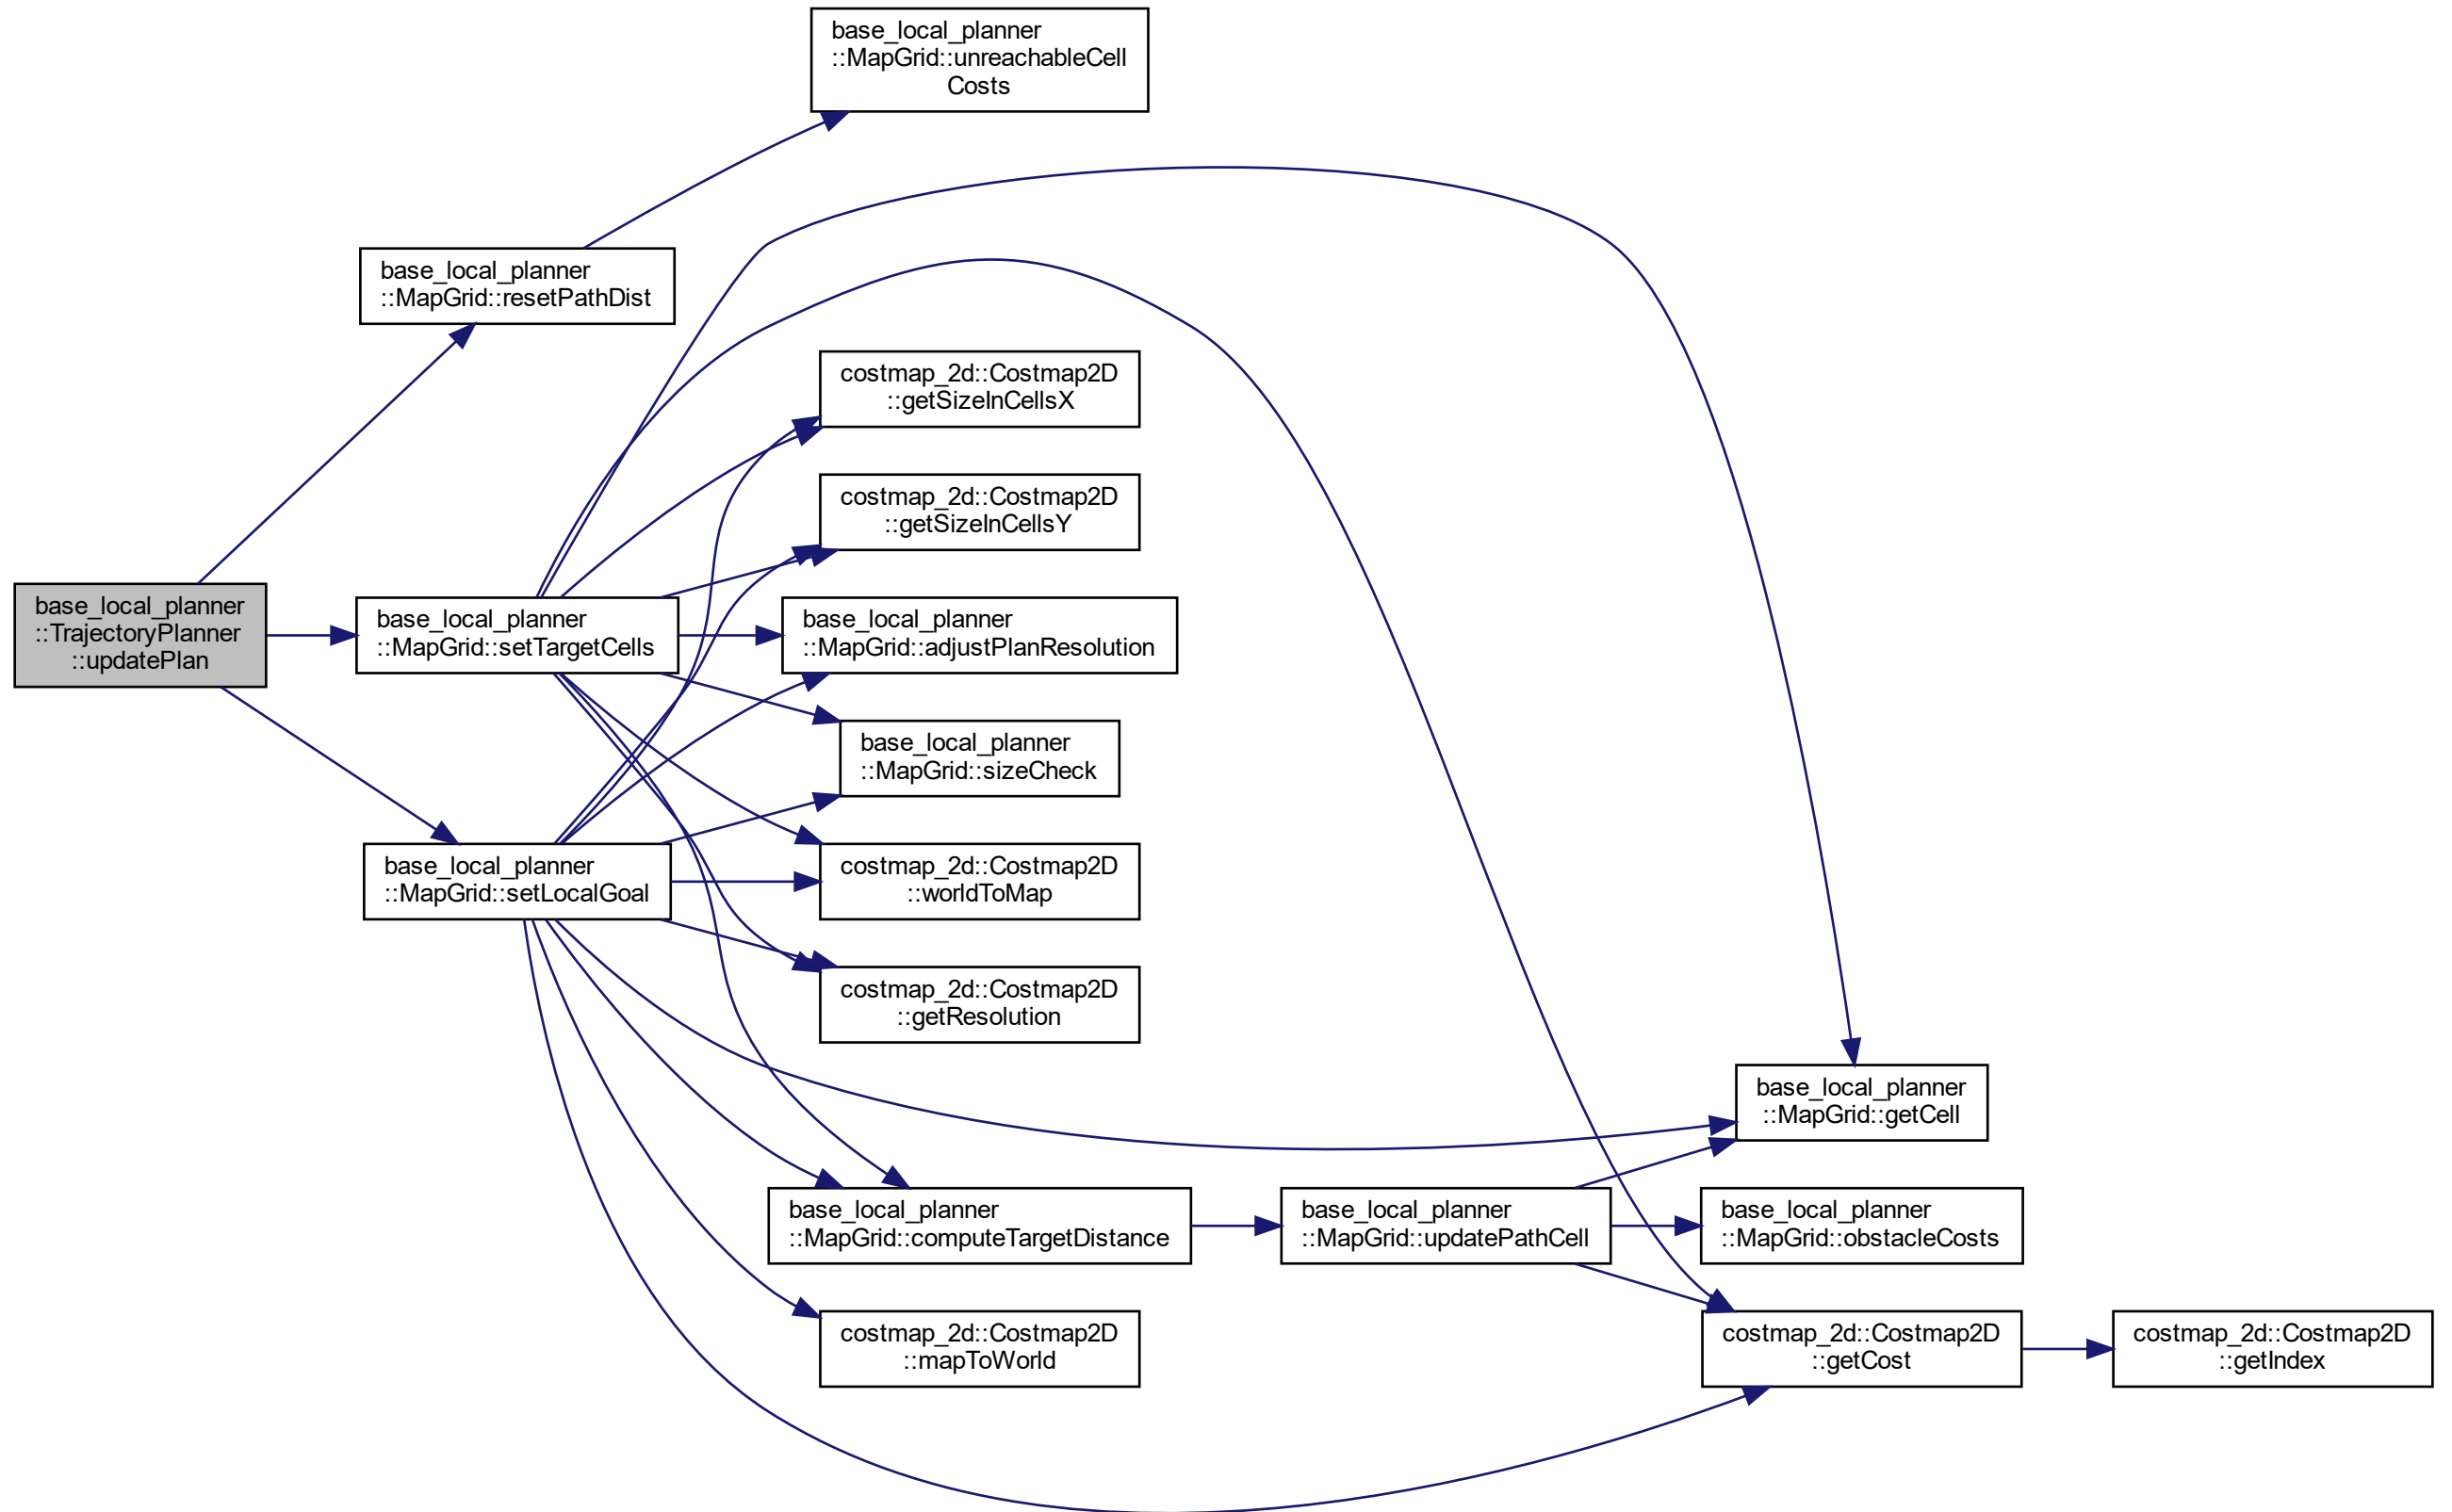 base_local_planner
::MapGrid::unreachableCell
Costs
base_local_planner
::MapGrid::resetPathDist
costmap_2d::Costmap2D
::getSizeInCellsX
costmap_2d::Costmap2D
::getSizeInCellsY
base_local_planner
::TrajectoryPlanner
::updatePlan
base_local_planner
::MapGrid::setTargetCells
base_local_planner
::MapGrid::adjustPlanResolution
base_local_planner
::MapGrid::sizeCheck
base_local_planner
::MapGrid::setLocalGoal
costmap_2d::Costmap2D
::worldToMap
costmap_2d::Costmap2D
::getResolution
base_local_planner
::MapGrid::getCell
base_local_planner
::MapGrid::computeTargetDistance
base_local_planner
::MapGrid::updatePathCell
base_local_planner
::MapGrid::obstacleCosts
costmap_2d::Costmap2D
::mapToWorld
costmap_2d::Costmap2D
::getCost
costmap_2d::Costmap2D
::getIndex